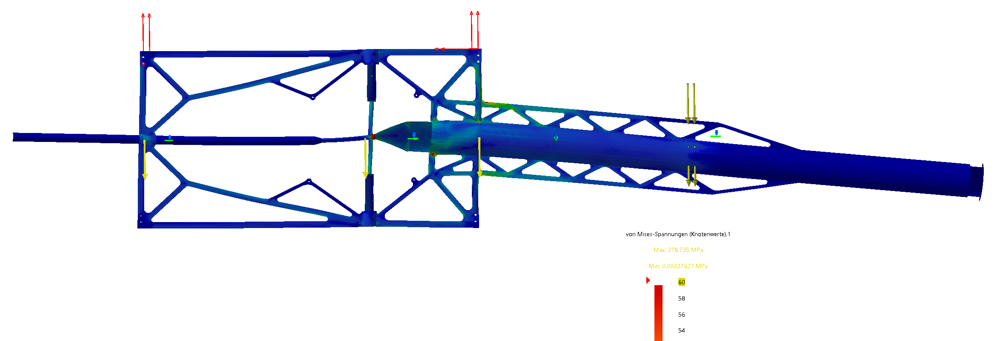 von Mises-Spannungen (Knotenwerte).1
Max: 278,735 MPa
Min: 0,00027627 MPa
60
58
56
54